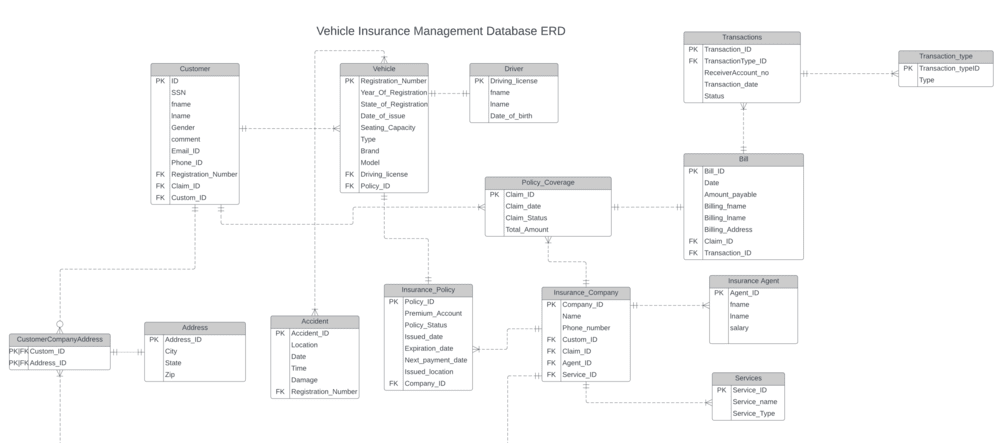 Vehicle Insurance Management Database ERD
Customer
PK ID
SSN
fname
lname
Gender
comment
Email_ID
Phone_ID
FK Registration_Number
FK Claim_ID
FK Custom_ID
Vehicle
PK Registration_Number
Year_Of_Registration
State_of_Registration
Date_of_issue
Seating_Capacity
Type
Brand
Model
FK Driving_license
FK Policy_ID
Driver
PK Driving_license
fname
lname
Date_of_birth
Transactions
PK Transaction_ID
FK TransactionType_ID
ReceiverAccount_no
Transaction_date
Status
Transaction_type
PK Transaction_typeID
Type
Policy_Coverage
PK Claim_ID
Claim_date
Claim_Status
Total_Amount
Bill
PK Bill_ID
Date
Amount_payable
Billing_fname
Billing_lname
Billing_Address
FK Claim_ID
FK Transaction_ID
CustomerCompanyAddress
PK|FK Custom_ID
PK|FK Address_ID
Address
PK Address_ID
City
State
Zip
Accident
PK Accident_ID
Location
Date
Time
Damage
FK Registration_Number
Insurance_Policy
PK Policy_ID
Premium_Account
Policy_Status
Issued_date
Expiration_date
Next_payment_date
Issued_location
FK Company_ID
Insurance_Company
PK Company_ID
Name
Phone_number
FK Custom_ID
FK Claim_ID
FK Agent_ID
FK Service_ID
Insurance Agent
PK Agent_ID
fname
lname
salary
Services
PK Service_ID
Service_name
Service_Type